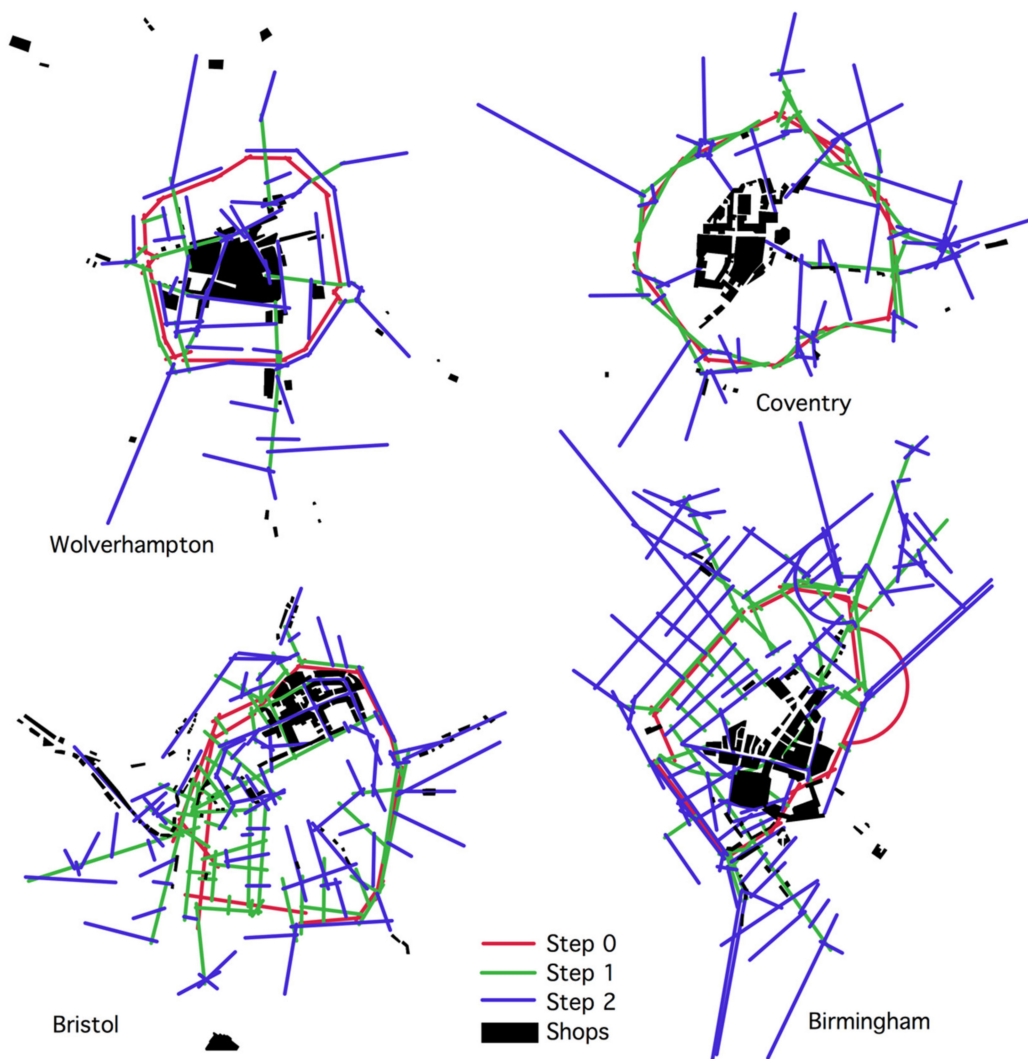 Coventry
Wolverhampton
Step 0
Step 1
Step 2
Shops
Bristol
Birmingham